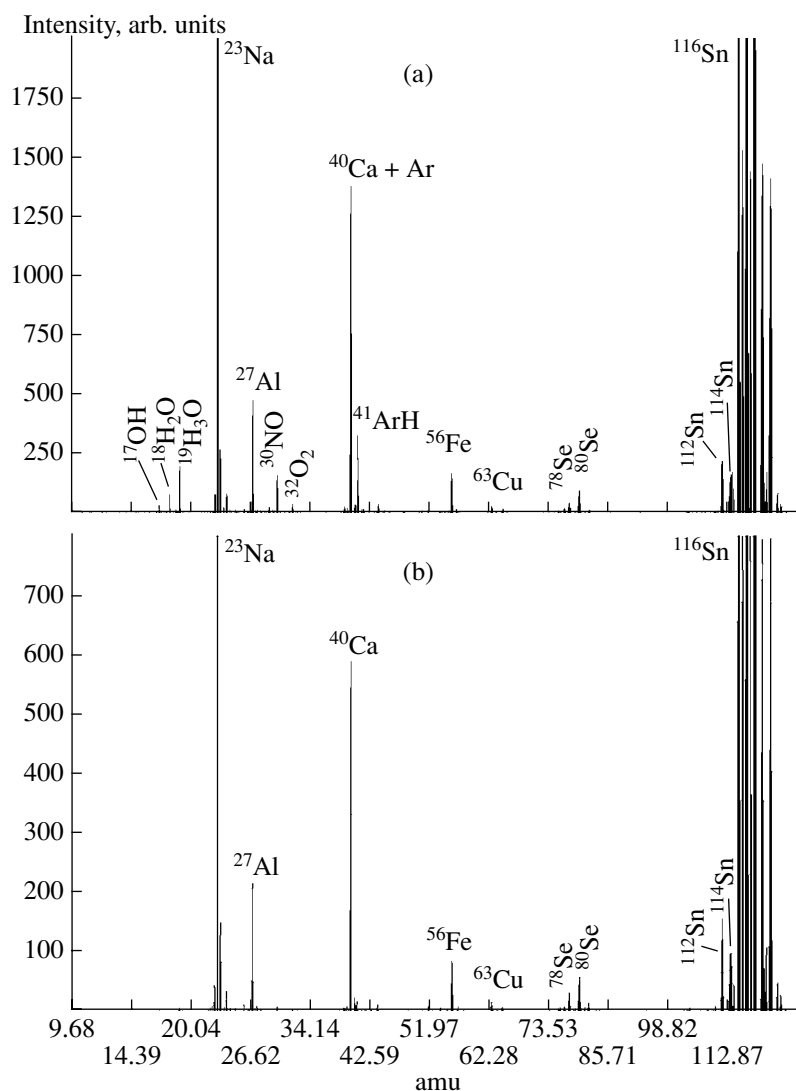 Intensity, arb. units
²³Na
(a)
¹¹⁶Sn
1750
1500
⁴⁰Ca + Ar
1250
1000
750
500
²⁷Al
¹⁷OH
¹⁸H₂O
¹⁹H₃O
³⁰NO
³²O₂
⁴¹ArH
⁵⁶Fe
⁶³Cu
⁷⁸Se
⁸⁰Se
¹¹²Sn
¹¹⁴Sn
250
²³Na
(b)
¹¹⁶Sn
700
600
⁴⁰Ca
500
400
300
200
²⁷Al
⁵⁶Fe
⁶³Cu
⁷⁸Se
⁸⁰Se
¹¹²Sn
¹¹⁴Sn
100
9.68 20.04 34.14 51.97 73.53 98.82
14.39 26.62 42.59 62.28 85.71 112.87
amu